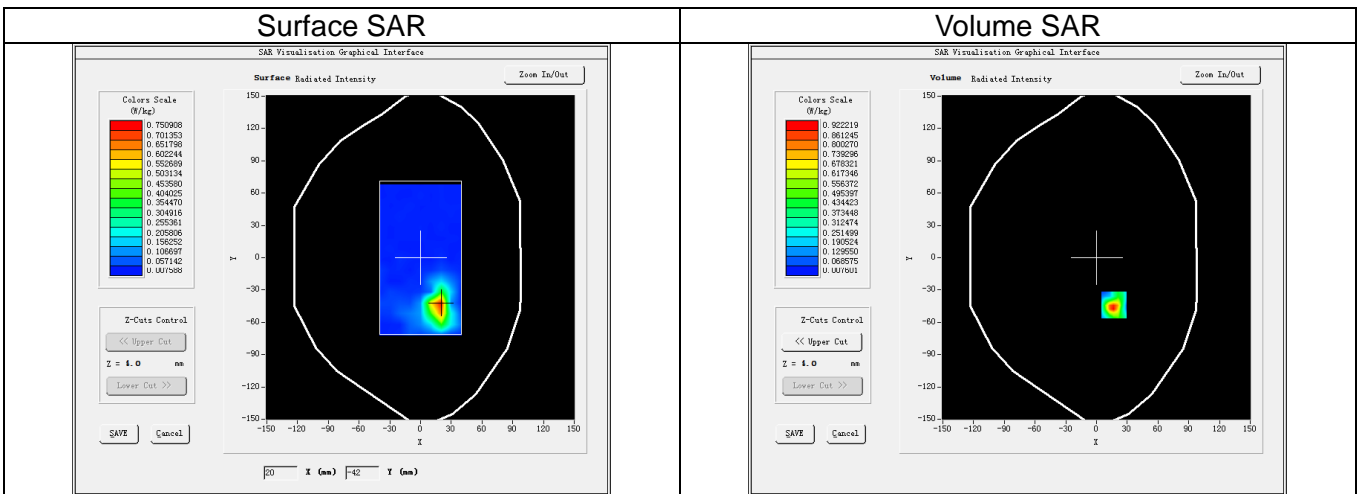 Surface SAR
Volume SAR
SAR Visualisation Graphical Interface
Surface Radiated Intensity
Zoom In/Out
Colors Scale
(W/kg)
0.750908
0.701353
0.651798
0.602244
0.552689
0.503134
0.453580
0.404025
0.354470
0.304916
0.255361
0.205806
0.156252
0.106697
0.057142
0.007588
Z-Cuts Control
<< Upper Cut
Z = 4.0 mm
Lower Cut >>
SAVE
Cancel
150
120
90
60
30
0
-30
-60
-90
-120
-150
Y
-150 -120 -90 -60 -30 0 30 60 90 120 150
X
20 X (mm) -42 Y (mm)
SAR Visualisation Graphical Interface
Volume Radiated Intensity
Zoom In/Out
Colors Scale
(W/kg)
0.922219
0.861245
0.800270
0.739296
0.678321
0.617346
0.556372
0.495397
0.434423
0.373448
0.312474
0.251499
0.190524
0.129550
0.068575
0.007601
Z-Cuts Control
<< Upper Cut
Z = 4.0 mm
Lower Cut >>
SAVE
Cancel
150
120
90
60
30
0
-30
-60
-90
-120
-150
Y
-150 -120 -90 -60 -30 0 30 60 90 120 150
X